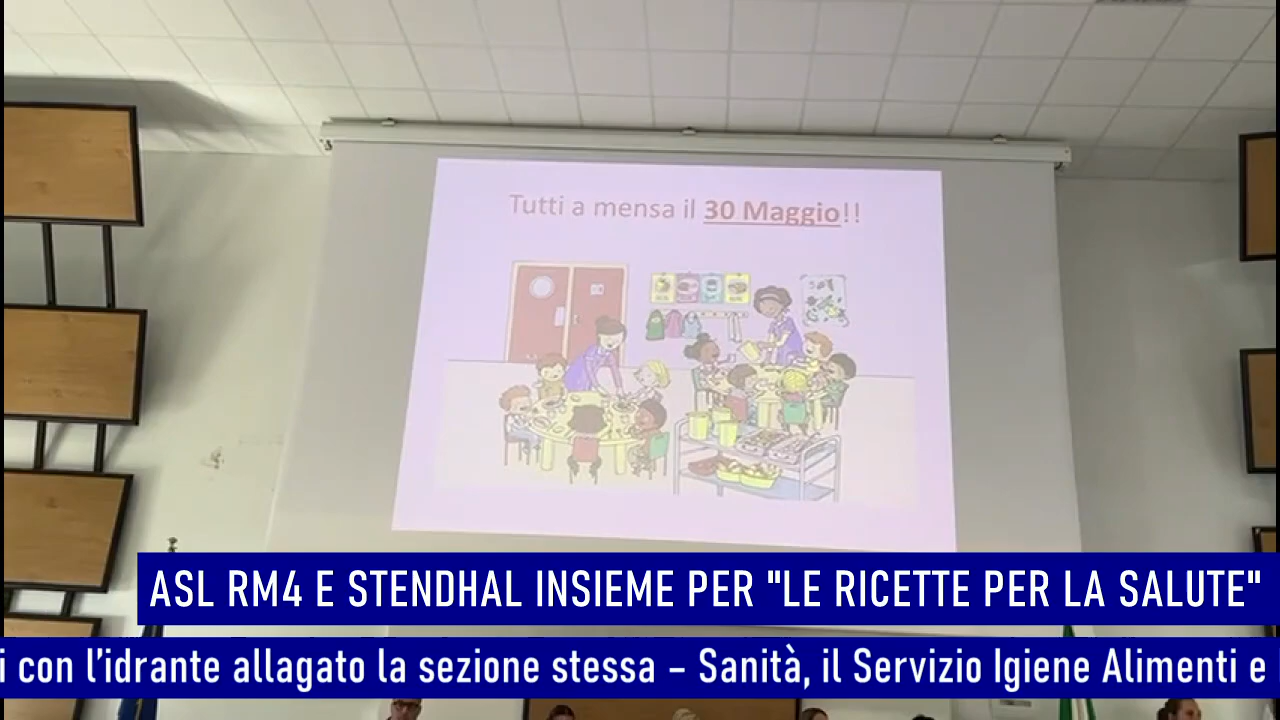 Tutti a mensa il 30 Maggio!!
ASL RM4 E STENDHAL INSIEME PER "LE RICETTE PER LA SALUTE"
i con l'idrante allagato la sezione stessa – Sanità, il Servizio Igiene Alimenti e